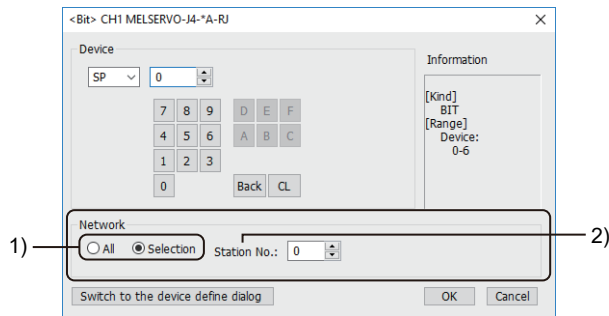 <Bit> CH1 MELSERVO-J4-*A-RJ
Device
SP 0
7 8 9 D E F
4 5 6 A B C
1 2 3
0 Back CL
Information
[Kind]
BIT
[Range]
Device:
0-6
Network
1) All Selection Station No.: 0 2)
Switch to the device define dialog OK Cancel